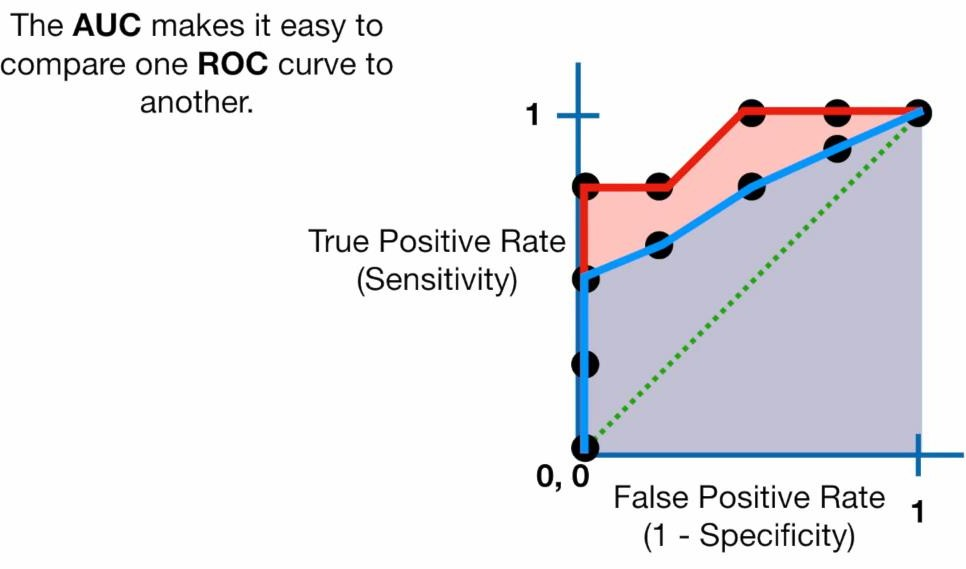 The AUC makes it easy to
compare one ROC curve to
another.
1
True Positive Rate
(Sensitivity)
0, 0
False Positive Rate
(1 - Specificity)
1